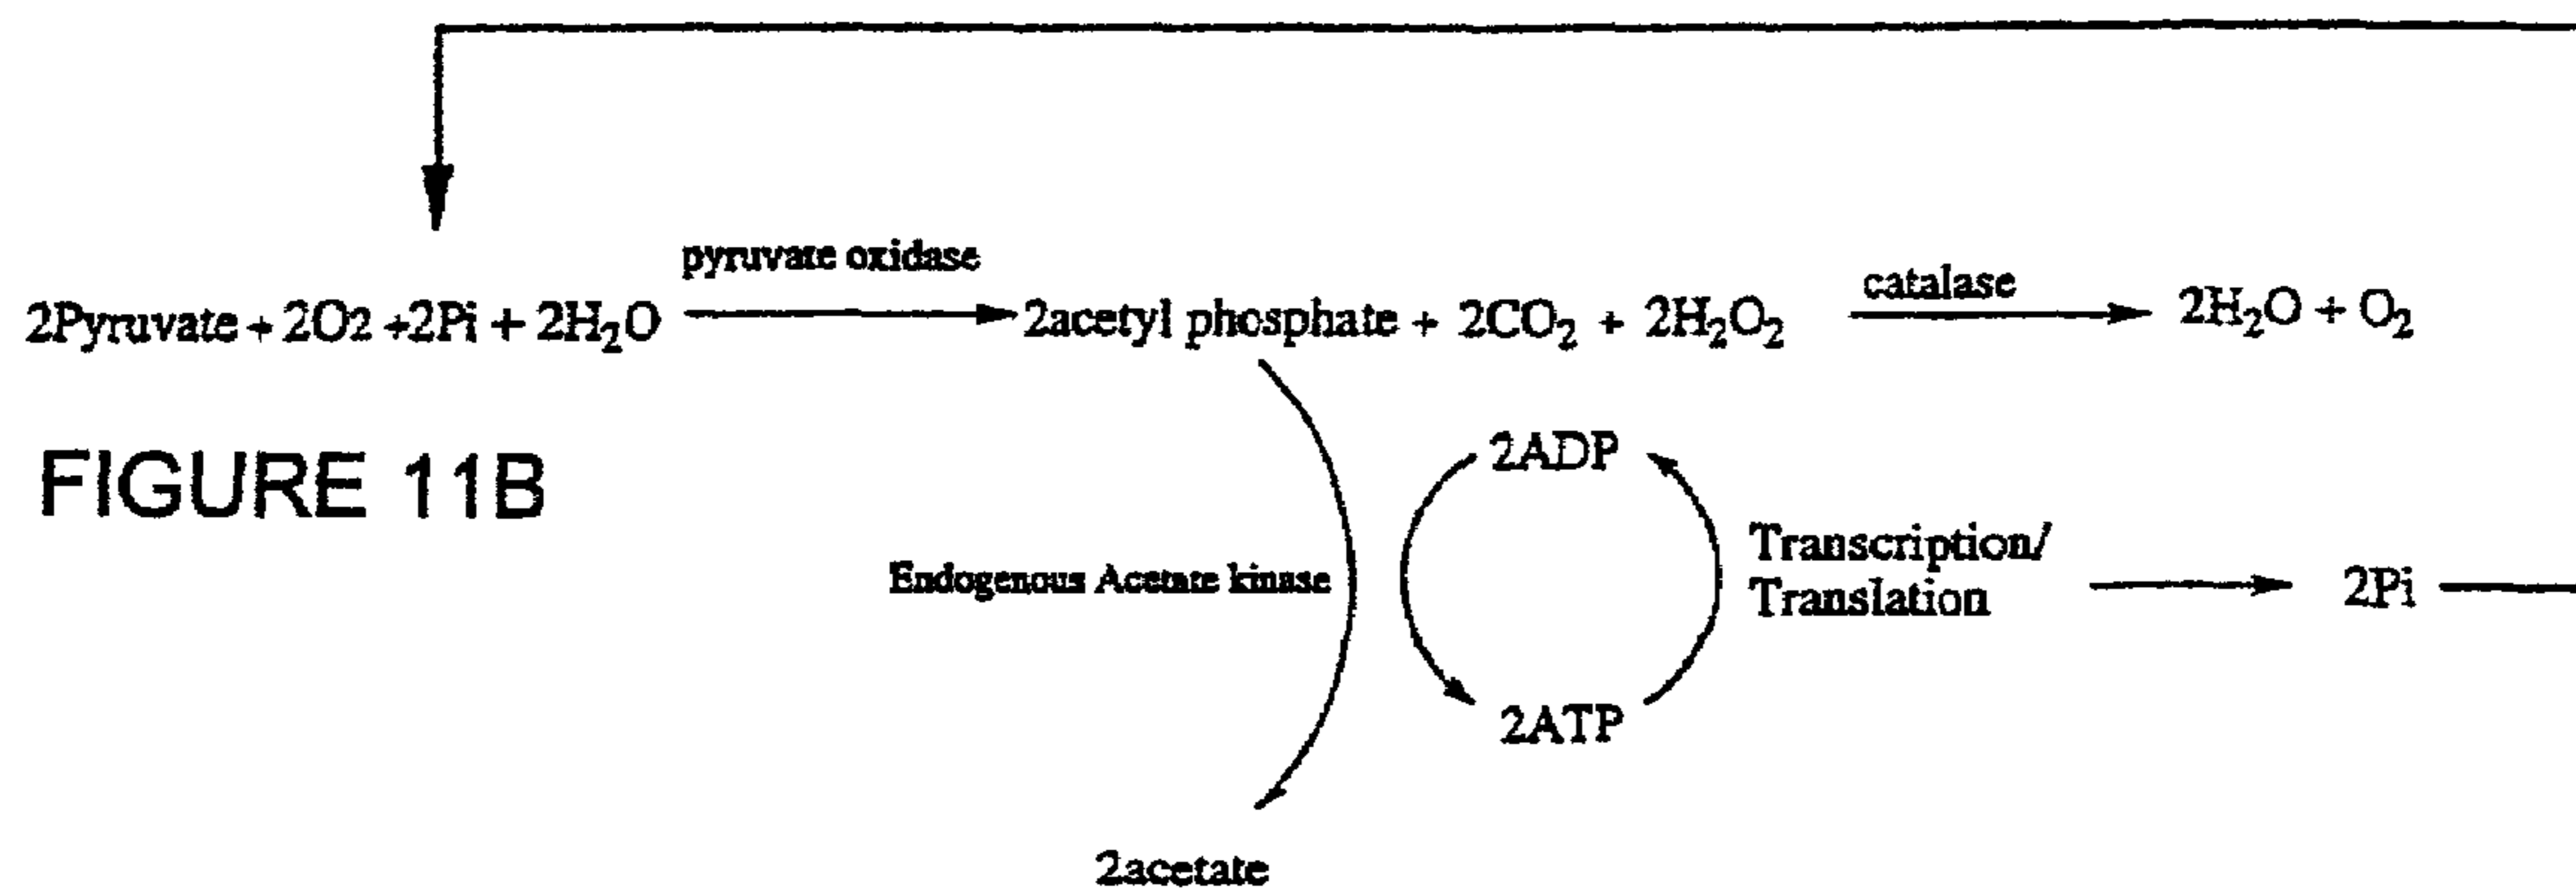 pyruvate oxidase
2Pyruvate + 2O2 +2Pi + 2H₂O
2acetyl phosphate + 2CO₂ + 2H₂O₂
catalase
2H₂O + O₂
FIGURE 11B
2ADP
Endogenous Acetate kinase
Transcription/
Translation
2Pi
2ATP
2acetate